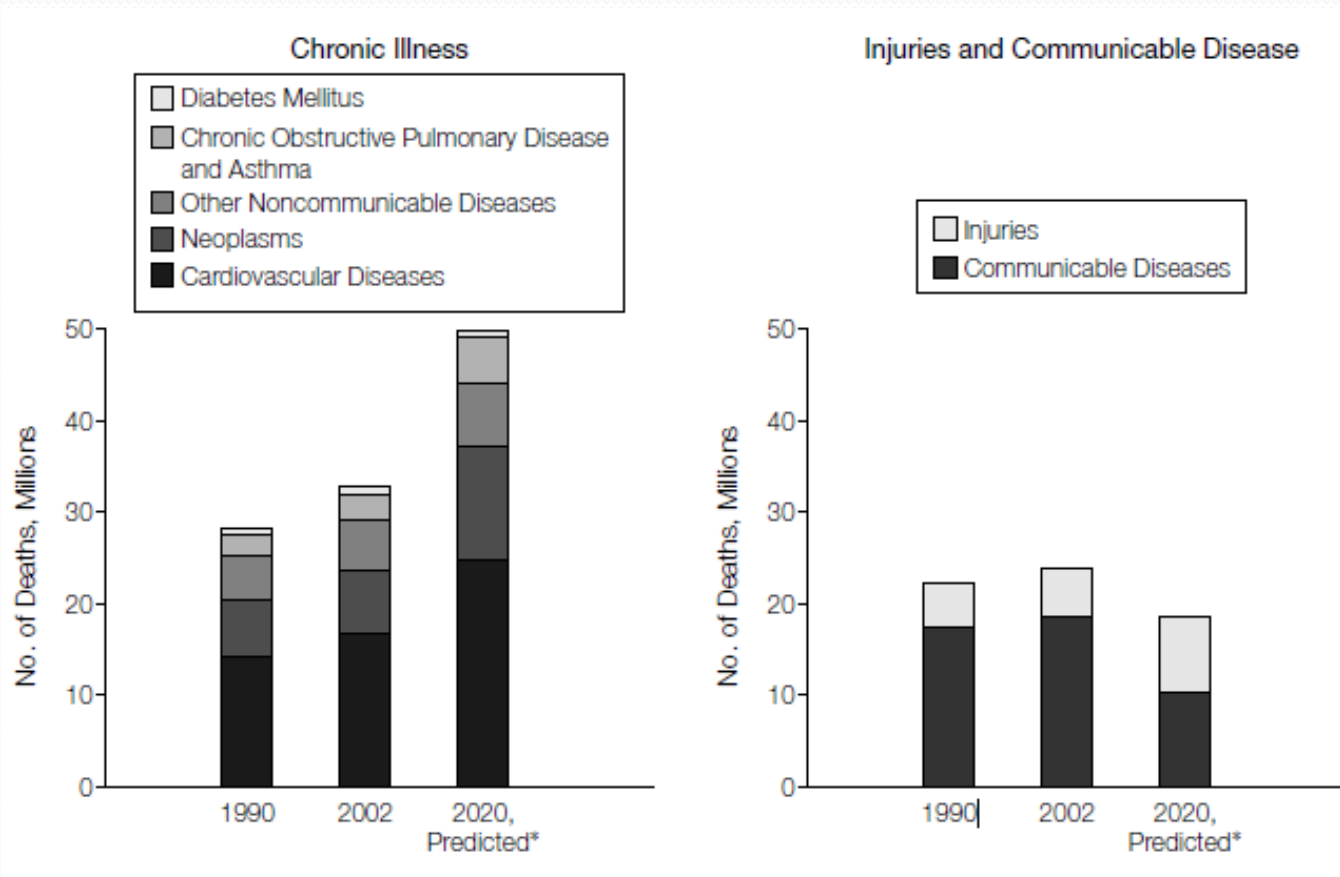 Chronic Illness
Diabetes Mellitus
Chronic Obstructive Pulmonary Disease
and Asthma
Other Noncommunicable Diseases
Neoplasms
Cardiovascular Diseases
No. of Deaths, Millions
50
40
30
20
10
0
1990
2002
2020,
Predicted*
Injuries and Communicable Disease
Injuries
Communicable Diseases
No. of Deaths, Millions
50
40
30
20
10
0
1990
2002
2020,
Predicted*